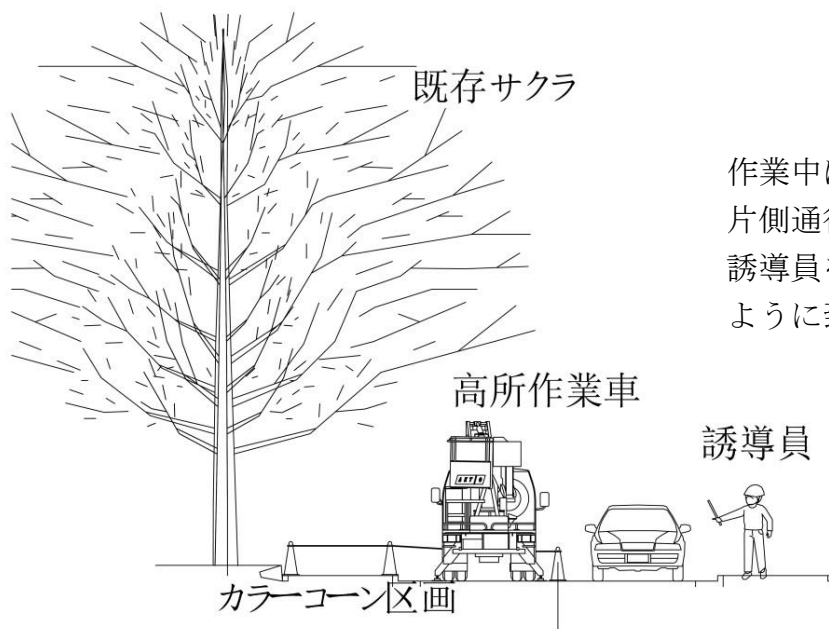 既存サクラ
作業中
片側通
誘導員
ように
高所作業車
誘導員
カラーコーン区画